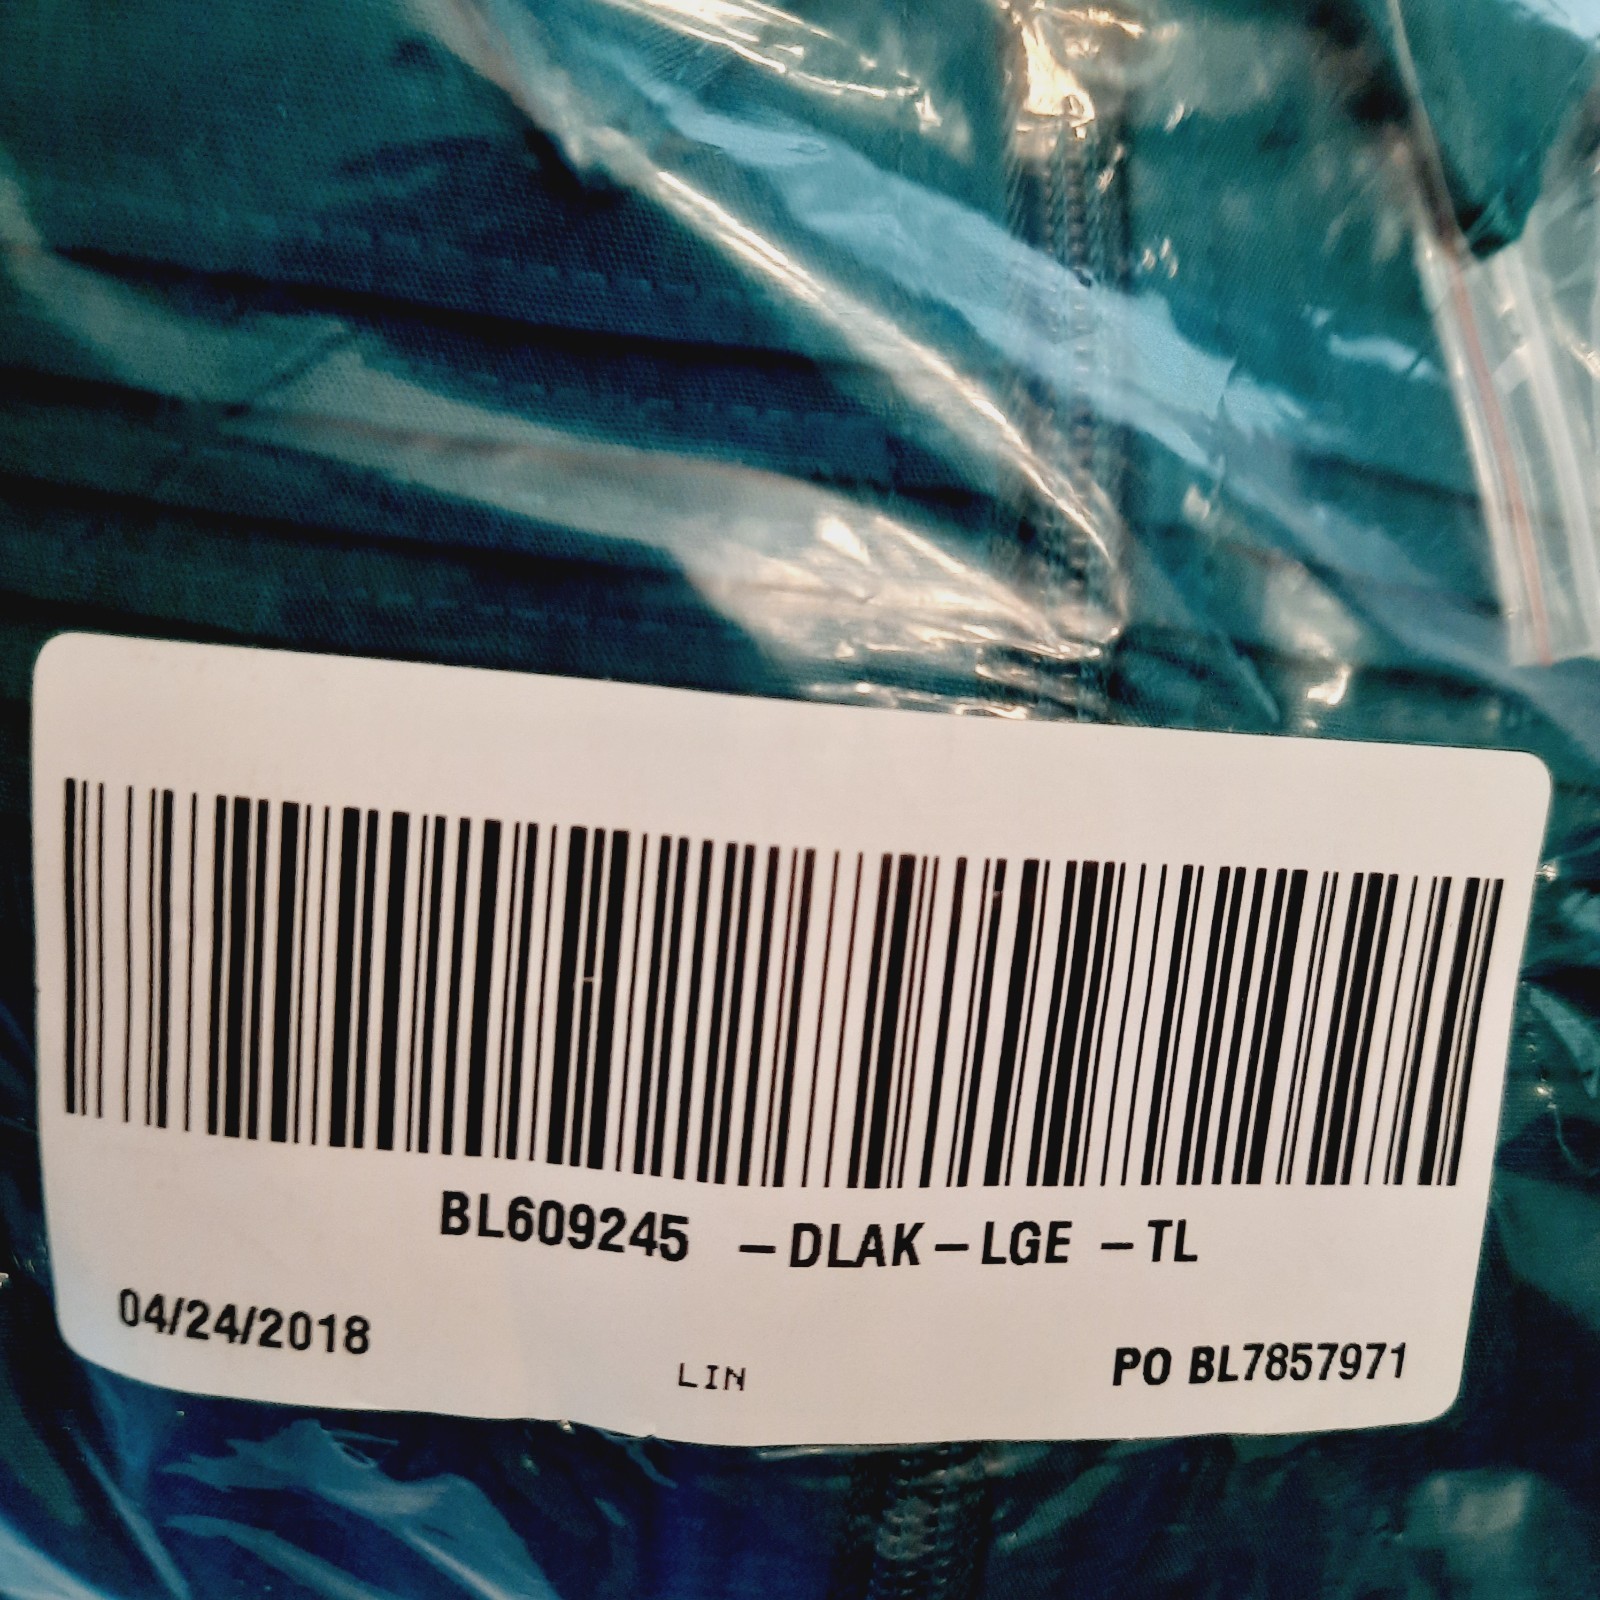 BL609245 -DLAK-LGE -TL
04/24/2018
LIN
PO BL7857971